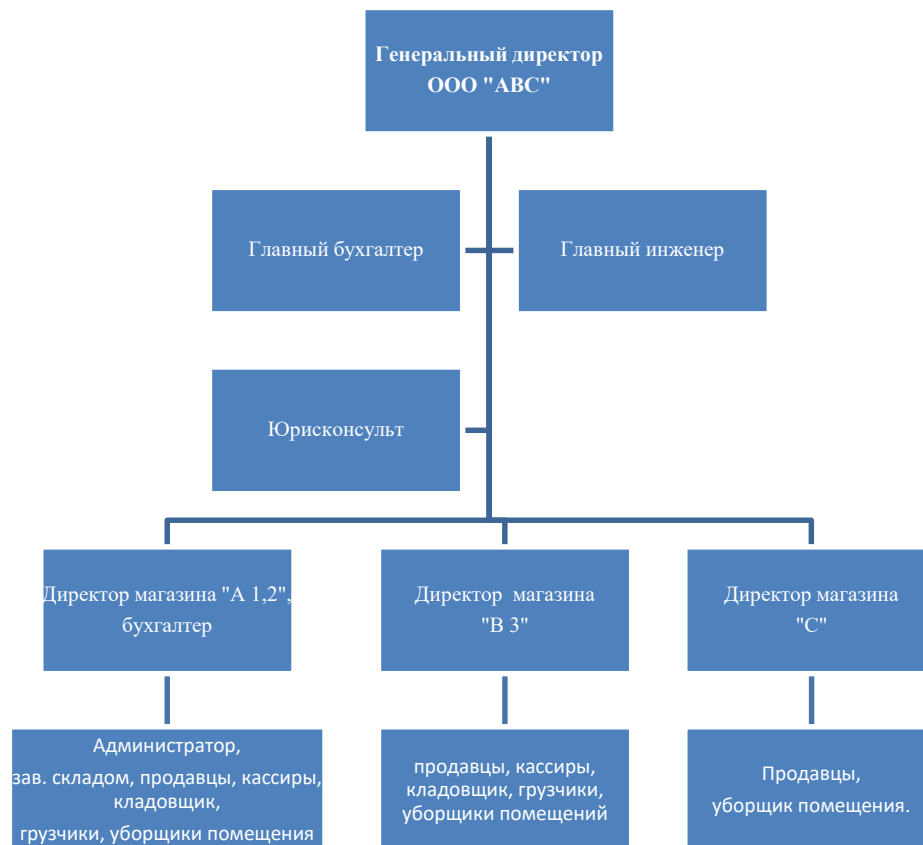 Генеральный директор
ООО "АВС"
Главный бухгалтер
Главный инженер
Юрисконсульт
Директор магазина "А 1,2",
бухгалтер
Директор магазина
"В 3"
Директор магазина
"С"
Администратор,
зав. складом, продавцы, кассиры,
кладовщик,
грузчики, уборщики помещения
продавцы, кассиры,
кладовщик, грузчики,
уборщики помещений
Продавцы,
уборщик помещения.